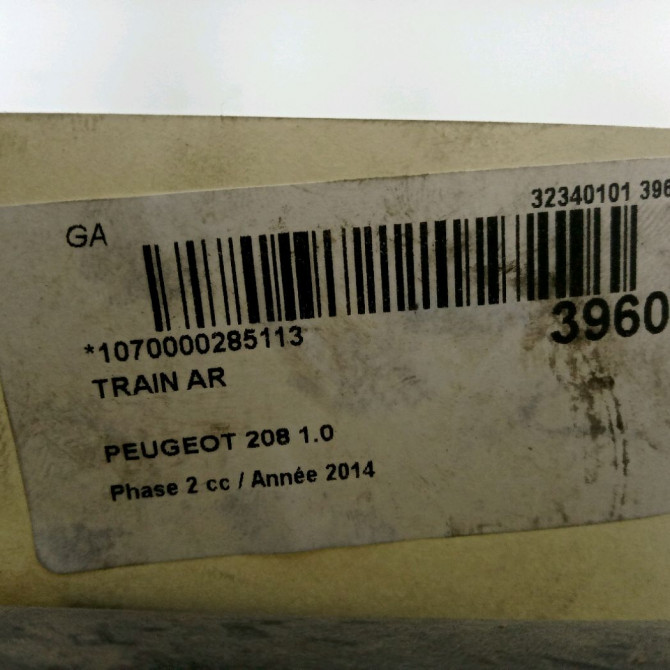 32340101 396
GA
3960
*1070000285113
TRAIN AR
PEUGEOT 208 1.0
Phase 2 cc / Année 2014